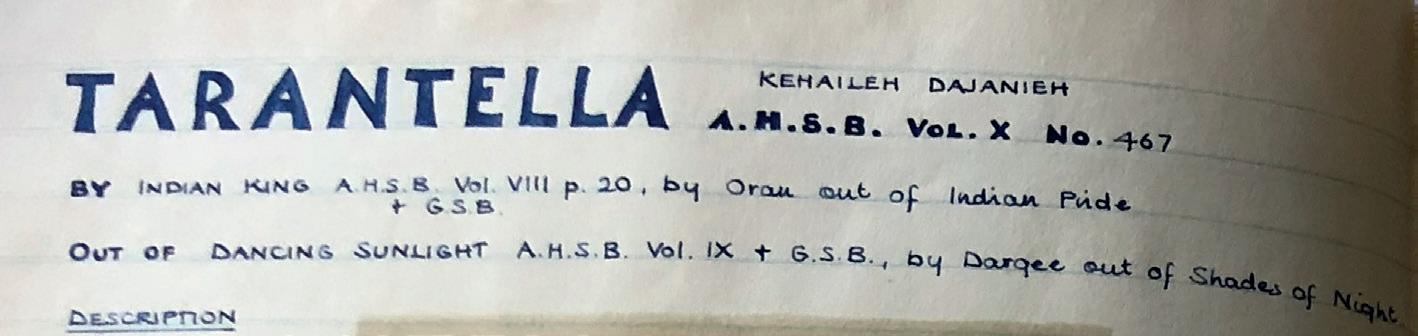 TARANTELLA KEHAILEH DAJANIEH
A.H.S.B. VOL. X No. 467
BY INDIAN KING A.H.S.B. Vol. VIII p. 20, by Oran out of Indian Pride
+ G.S.B.
OUT OF DANCING SUNLIGHT A.H.S.B. Vol. IX + G.S.B., by Dargee out of Shades of Night
DESCRIPTION